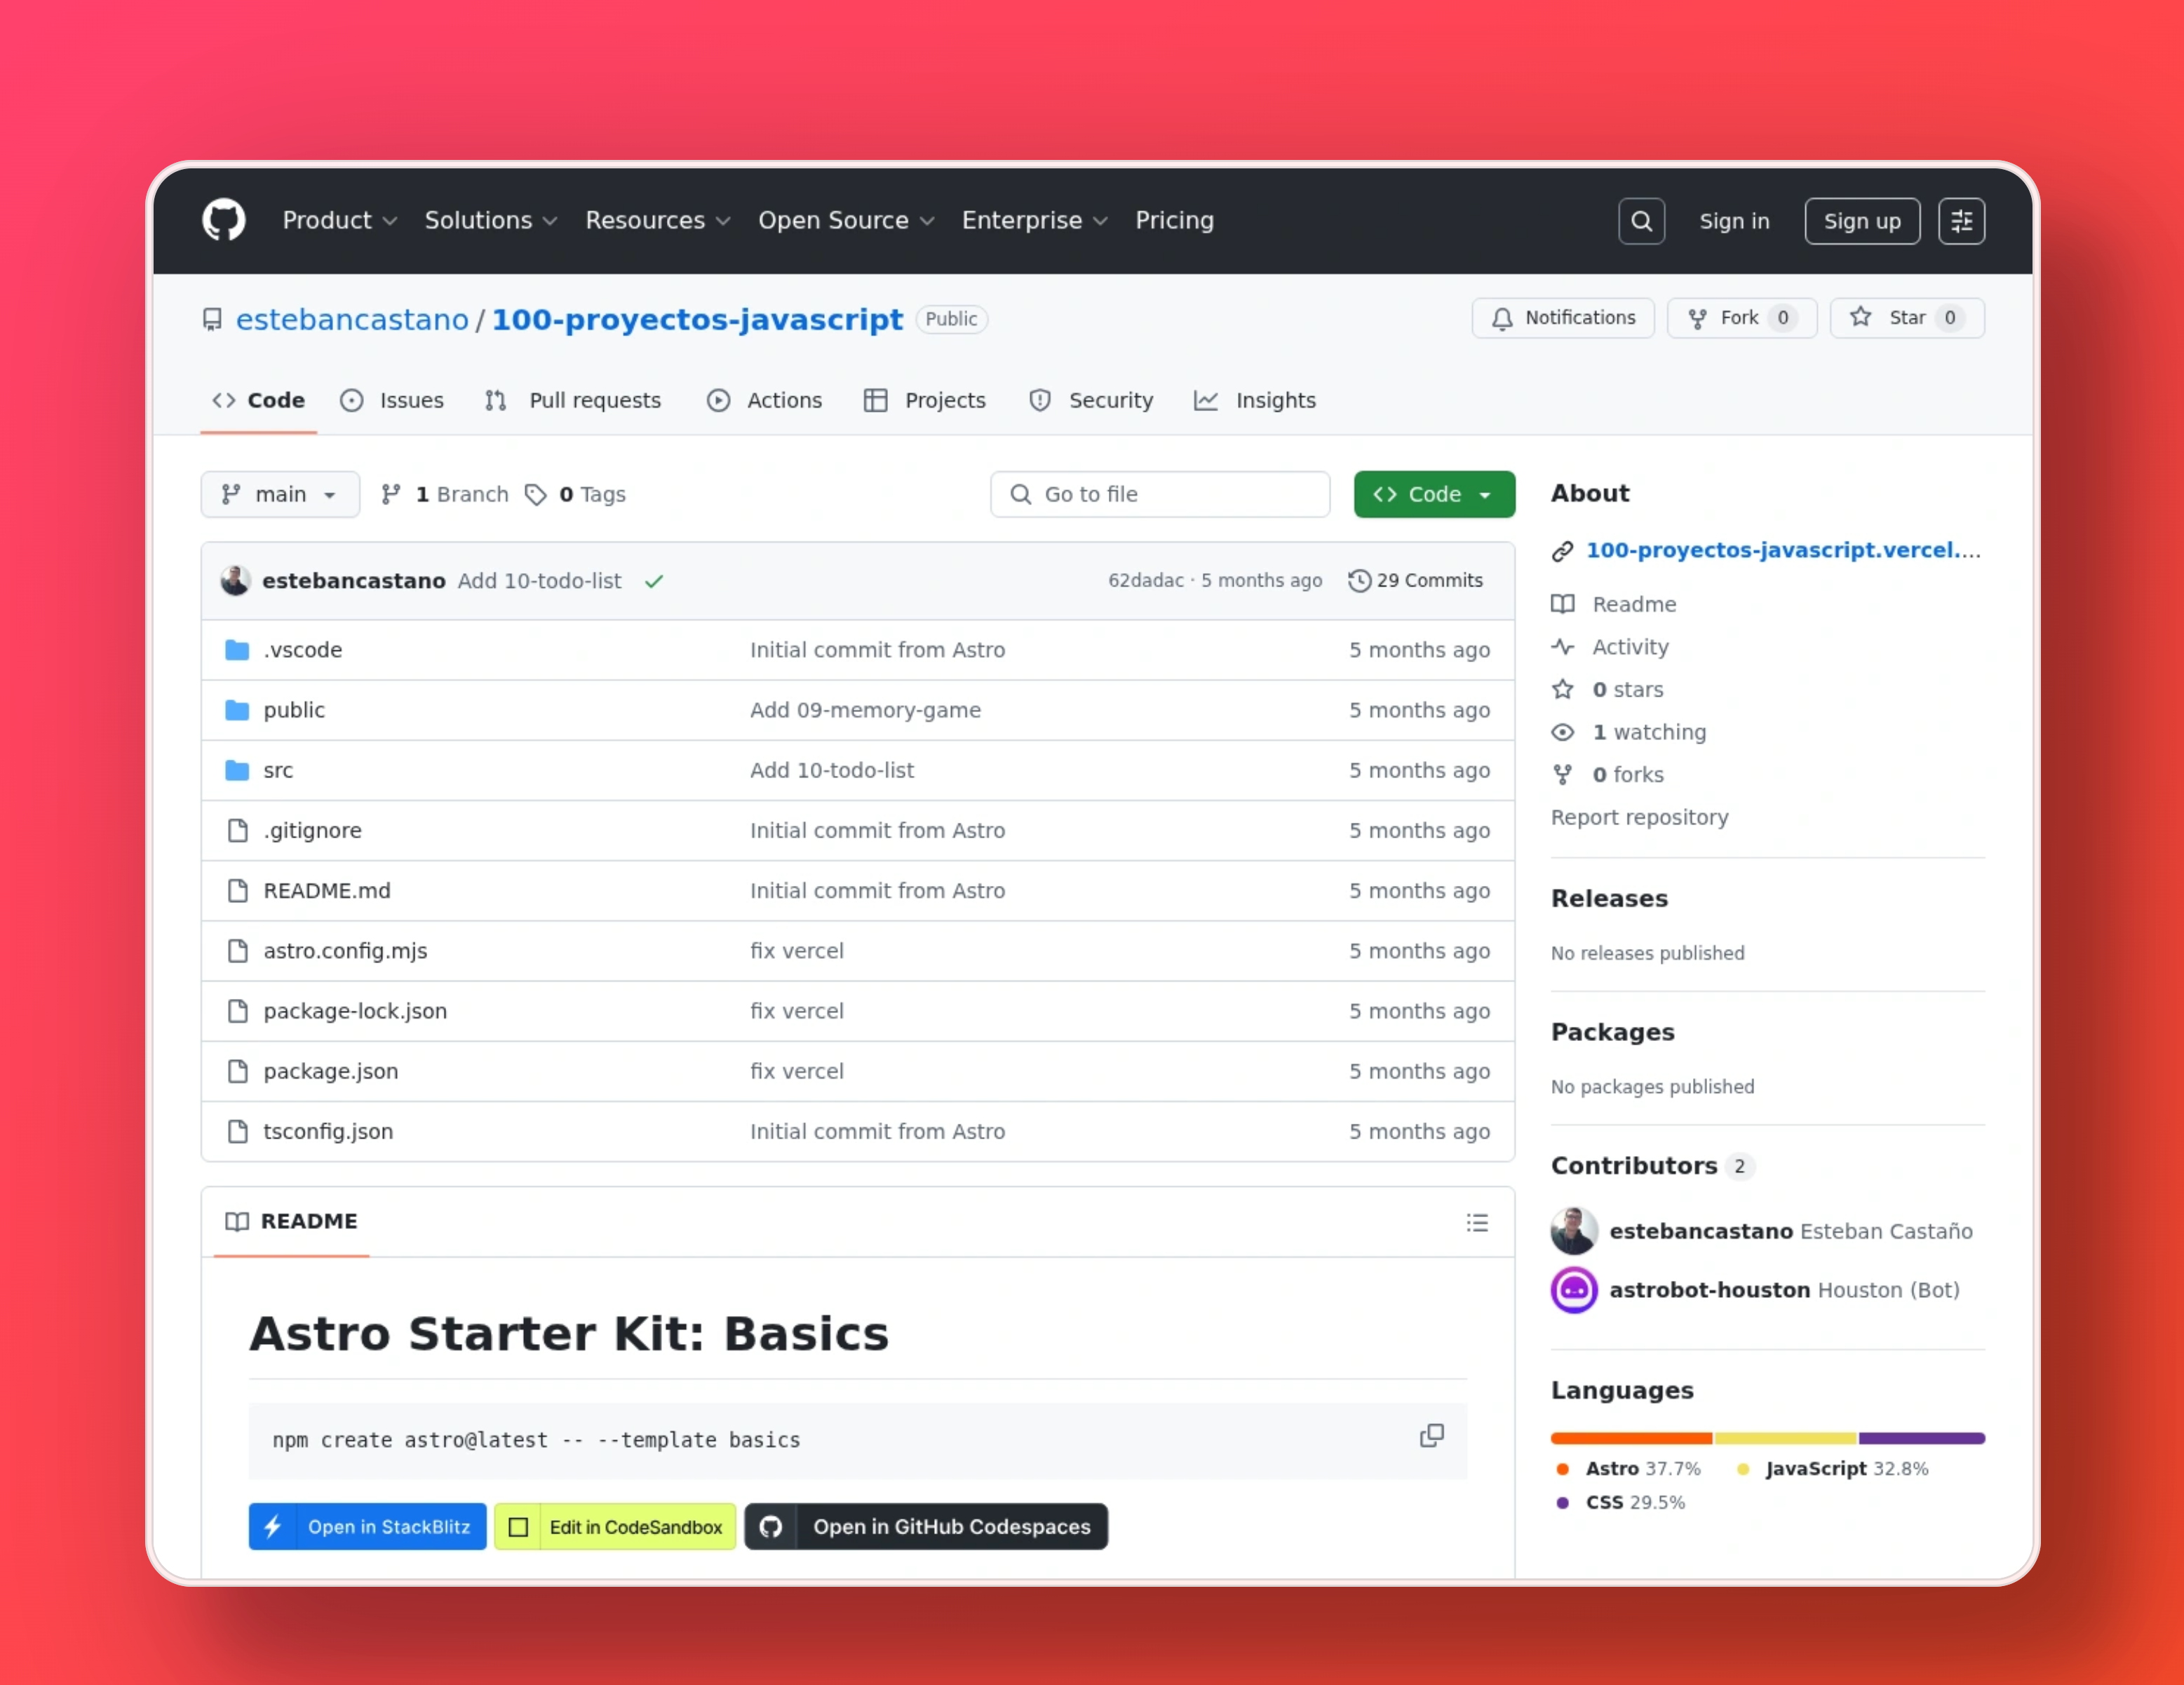 Product Solutions Resources Open Source Enterprise Pricing Sign in Sign up
estebancastano / 100-proyectos-javascript Public Notifications Fork 0 Star 0
Code Issues Pull requests Actions Projects Security Insights
main 1 Branch 0 Tags Go to file Code
estebancastano Add 10-todo-list 62dadac · 5 months ago 29 Commits
.vscode Initial commit from Astro 5 months ago
public Add 09-memory-game 5 months ago
src Add 10-todo-list 5 months ago
.gitignore Initial commit from Astro 5 months ago
README.md Initial commit from Astro 5 months ago
astro.config.mjs fix vercel 5 months ago
package-lock.json fix vercel 5 months ago
package.json fix vercel 5 months ago
tsconfig.json Initial commit from Astro 5 months ago
README
Astro Starter Kit: Basics
npm create astro@latest -- --template basics
Open in StackBlitz Edit in CodeSandbox Open in GitHub Codespaces
About
100-proyectos-javascript.vercel.…
Readme
Activity
0 stars
1 watching
0 forks
Report repository
Releases
No releases published
Packages
No packages published
Contributors 2
estebancastano Esteban Castaño
astrobot-houston Houston (Bot)
Languages
Astro 37.7% JavaScript 32.8%
CSS 29.5%